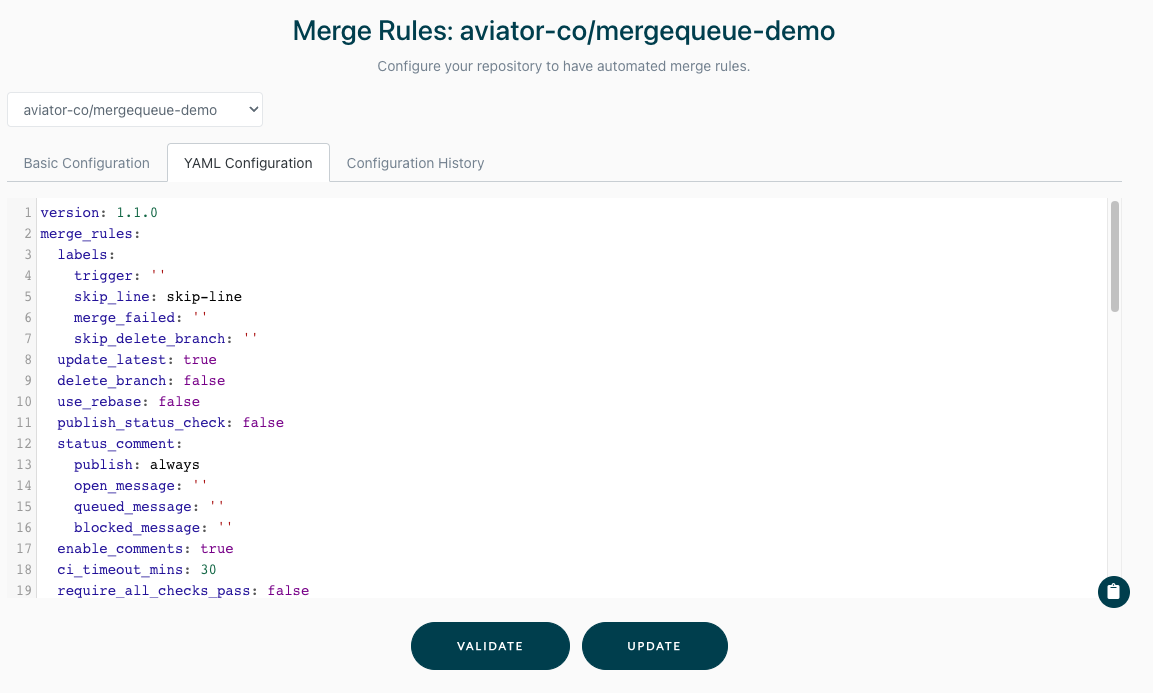 Merge Rules: aviator-co/mergequeue-demo
Configure your repository to have automated merge rules.
aviator-co/mergequeue-demo
Basic Configuration YAML Configuration Configuration History
1 version: 1.1.0
2 merge_rules:
3   labels:
4     trigger: ''
5     skip_line: skip-line
6     merge_failed: ''
7     skip_delete_branch: ''
8   update_latest: true
9   delete_branch: false
10   use_rebase: false
11   publish_status_check: false
12   status_comment:
13     publish: always
14     open_message: ''
15     queued_message: ''
16     blocked_message: ''
17   enable_comments: true
18   ci_timeout_mins: 30
19   require_all_checks_pass: false
VALIDATE UPDATE